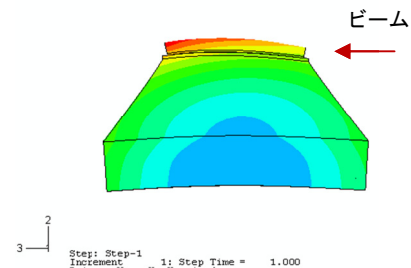 ビーム
2
3
Step: Step-1
Increment 1: Step Time = 1.000